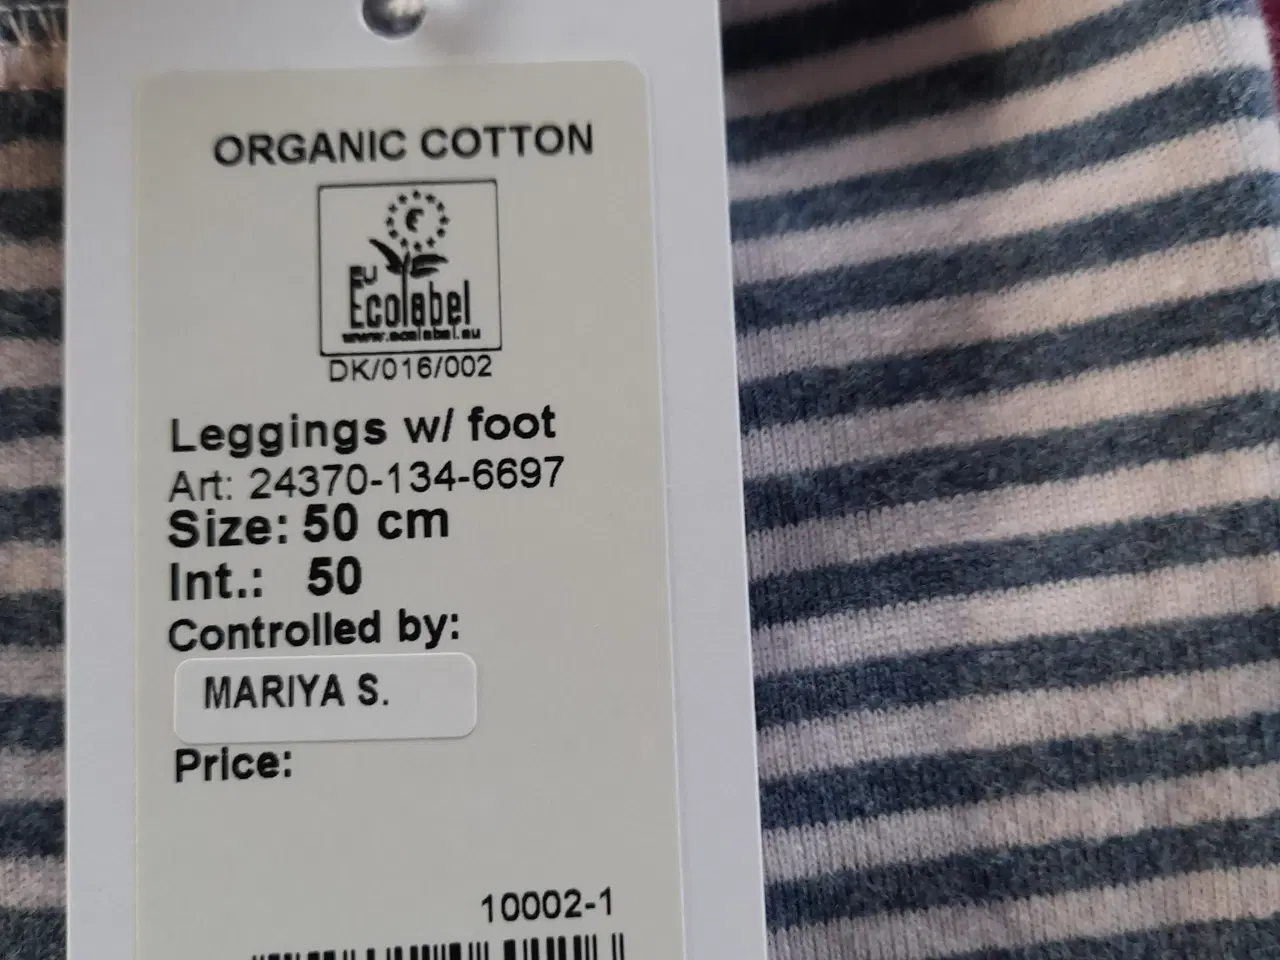 ORGANIC COTTON
EU
Ecolabel
www.ecolabel.eu
DK/016/002
Leggings w/ foot
Art: 24370-134-6697
Size: 50 cm
Int.: 50
Controlled by:
MARIYA S.
Price:
10002-1